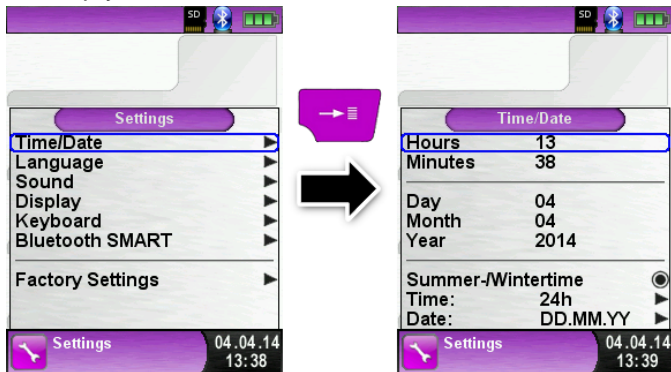 SD
Settings
Time/Date
Language
Sound
Display
Keyboard
Bluetooth SMART
Factory Settings
Settings 04.04.14
13:38
SD
Time/Date
Hours 13
Minutes 38
Day 04
Month 04
Year 2014
Summer-/Wintertime
Time: 24h
Date: DD.MM.YY
Settings 04.04.14
13:39